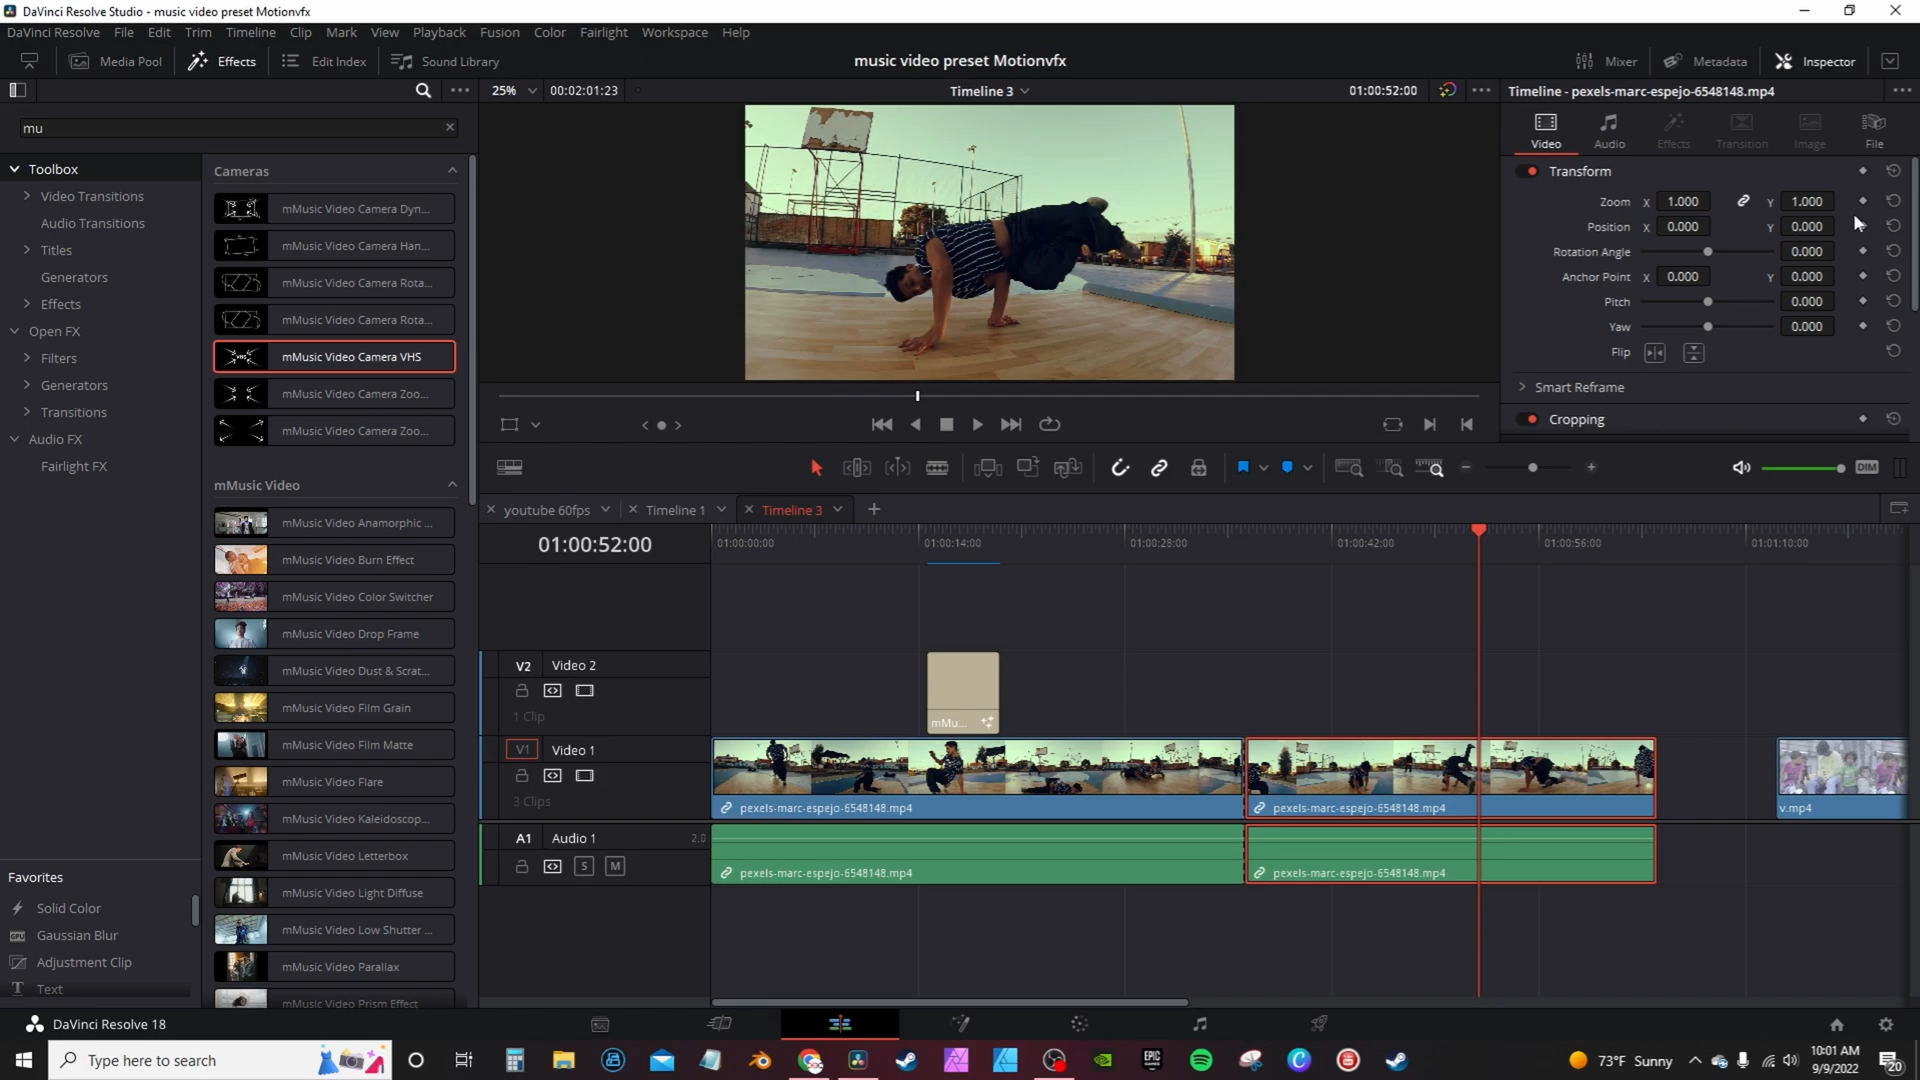 DaVinci Resolve Studio - music video preset Motionvfx
DaVinci Resolve File Edit Trim Timeline Clip Mark View Playback Fusion Color Fairlight Workspace Help
Media Pool Effects Edit Index Sound Library music video preset Motionvfx Mixer Metadata Inspector
25% 00:02:01:23 Timeline 3 01:00:52:00 Timeline - pexels-marc-espejo-6548148.mp4
mu
Video Audio Effects Transition Image File
Toolbox
Video Transitions
Audio Transitions
Titles
Generators
Effects
Open FX
Filters
Generators
Transitions
Audio FX
Fairlight FX
Favorites
Solid Color
Gaussian Blur
Adjustment Clip
Text
Cameras
mMusic Video Camera Dyn...
mMusic Video Camera Han...
mMusic Video Camera Rota...
mMusic Video Camera Rota...
VHS mMusic Video Camera VHS
mMusic Video Camera Zoo...
mMusic Video Camera Zoo...
mMusic Video
mMusic Video Anamorphic ...
mMusic Video Burn Effect
mMusic Video Color Switcher
mMusic Video Drop Frame
mMusic Video Dust & Scrat...
mMusic Video Film Grain
mMusic Video Film Matte
mMusic Video Flare
mMusic Video Kaleidoscop...
mMusic Video Letterbox
mMusic Video Light Diffuse
mMusic Video Low Shutter ...
mMusic Video Parallax
mMusic Video Prism Effect
Transform
Zoom X 1.000 Y 1.000
Position X 0.000 Y 0.000
Rotation Angle 0.000
Anchor Point X 0.000 Y 0.000
Pitch 0.000
Yaw 0.000
Flip
Smart Reframe
Cropping
DIM
youtube 60fps Timeline 1 Timeline 3
01:00:52:00 01:00:00:00 01:00:14:00 01:00:28:00 01:00:42:00 01:00:56:00 01:01:10:00
V2 Video 2
1 Clip
mMu...
V1 Video 1
3 Clips
pexels-marc-espejo-6548148.mp4 pexels-marc-espejo-6548148.mp4 v.mp4
A1 Audio 1 2.0
S M
pexels-marc-espejo-6548148.mp4 pexels-marc-espejo-6548148.mp4
DaVinci Resolve 18
Type here to search
EPIC GAMES
73°F Sunny
10:01 AM
9/9/2022
20